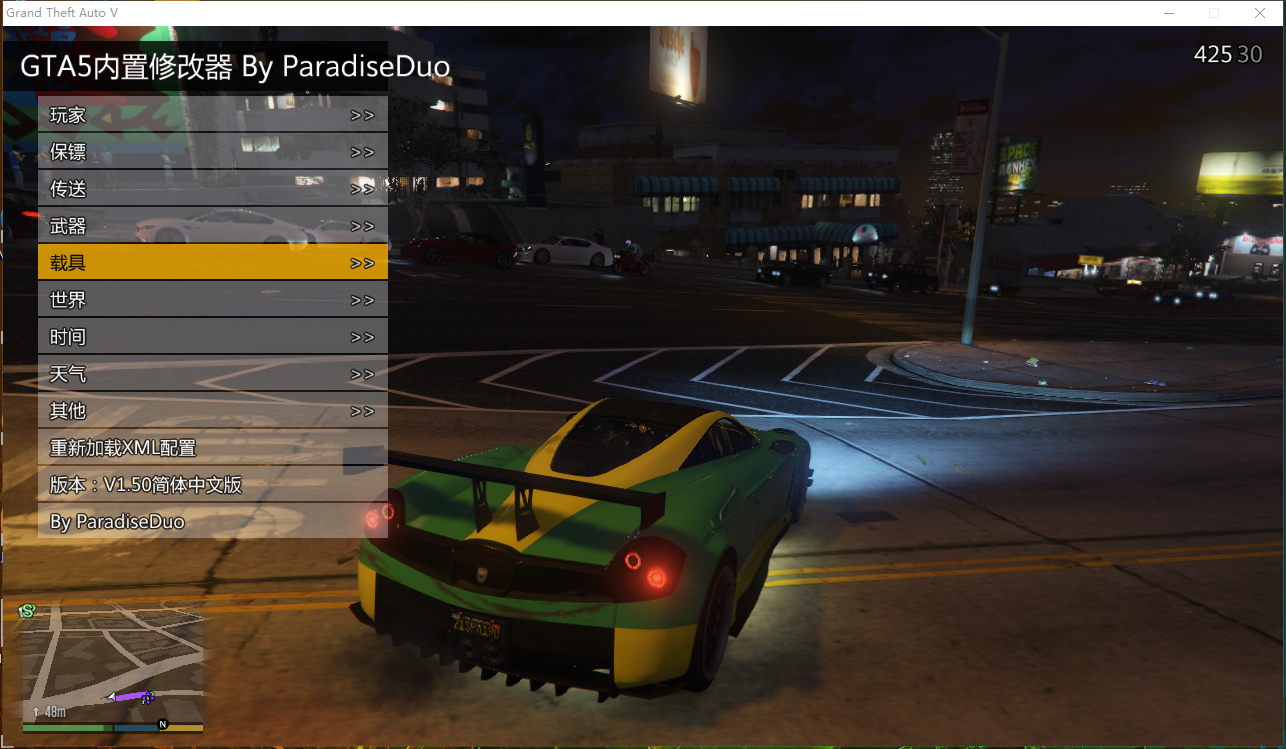 Grand Theft Auto V
GTA5内置修改器 By ParadiseDuo
425 30
玩家 >>
保镖 >>
传送 >>
武器 >>
载具 >>
世界 >>
时间 >>
天气 >>
其他 >>
重新加载XML配置
版本：V1.50简体中文版
By ParadiseDuo
SPACE
MONKEY
S
↑ 48m
N